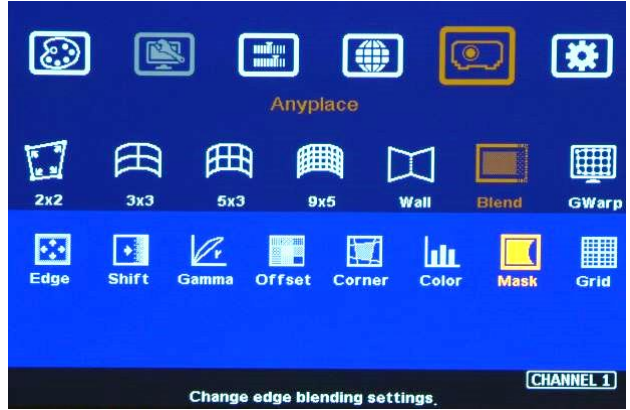 Anyplace
2x2 3x3 5x3 9x5 Wall Blend GWarp
Edge Shift Gamma Offset Corner Color Mask Grid
CHANNEL 1
Change edge blending settings.